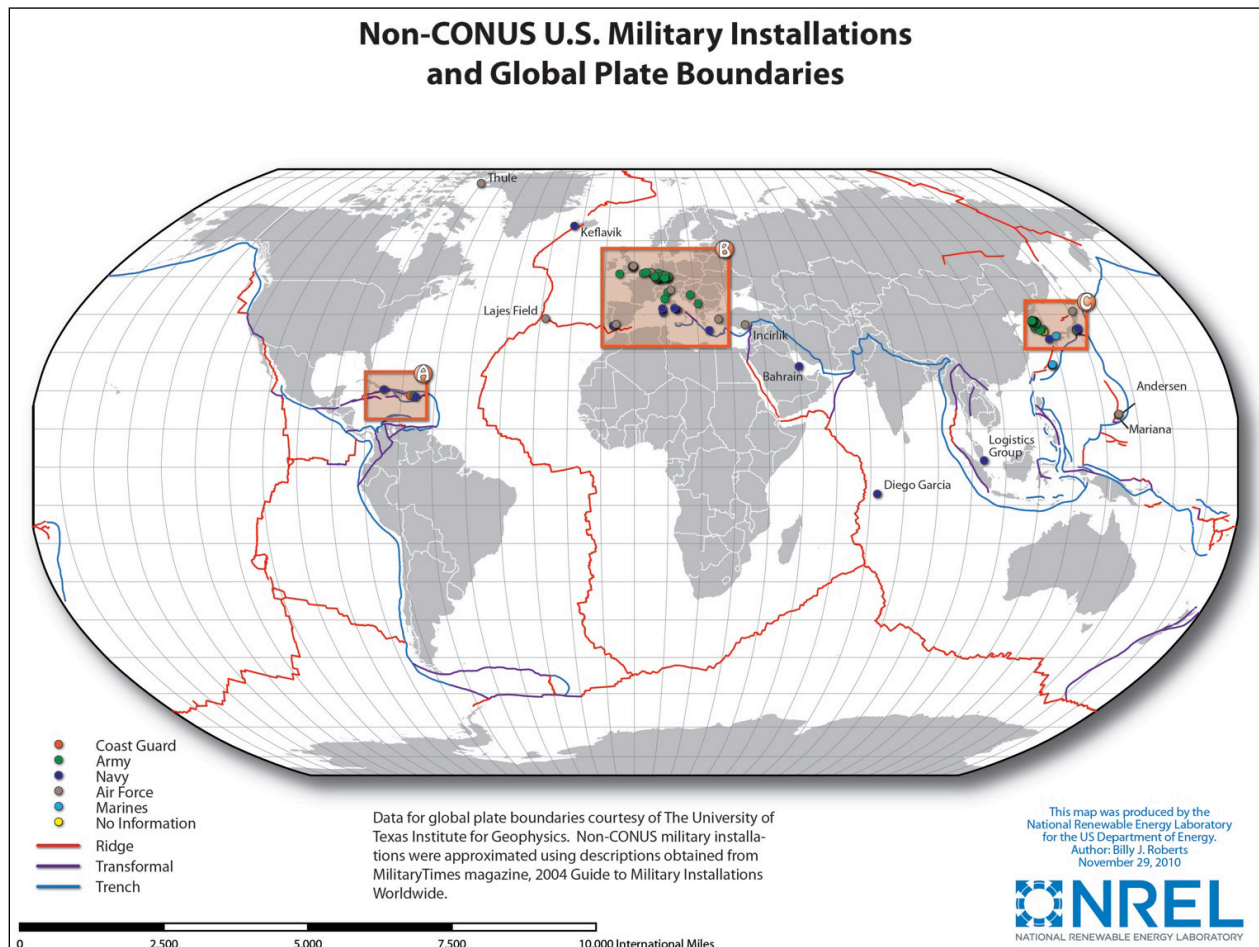 Non-CONUS U.S. Military Installations
and Global Plate Boundaries
Thule
Keflavik
B
C
Lajes Field
Incirlik
A
Bahrain
Andersen
Mariana
Logistics
Group
Diego Garcia
Coast Guard
Army
Navy
Air Force
Marines
No Information
Ridge
Transformal
Trench
Data for global plate boundaries courtesy of The University of
Texas Institute for Geophysics. Non-CONUS military installa-
tions were approximated using descriptions obtained from
MilitaryTimes magazine, 2004 Guide to Military Installations
Worldwide.
This map was produced by the
National Renewable Energy Laboratory
for the US Department of Energy.
Author: Billy J. Roberts
November 29, 2010
NREL
NATIONAL RENEWABLE ENERGY LABORATORY
0 2,500 5,000 7,500 10,000 International Miles